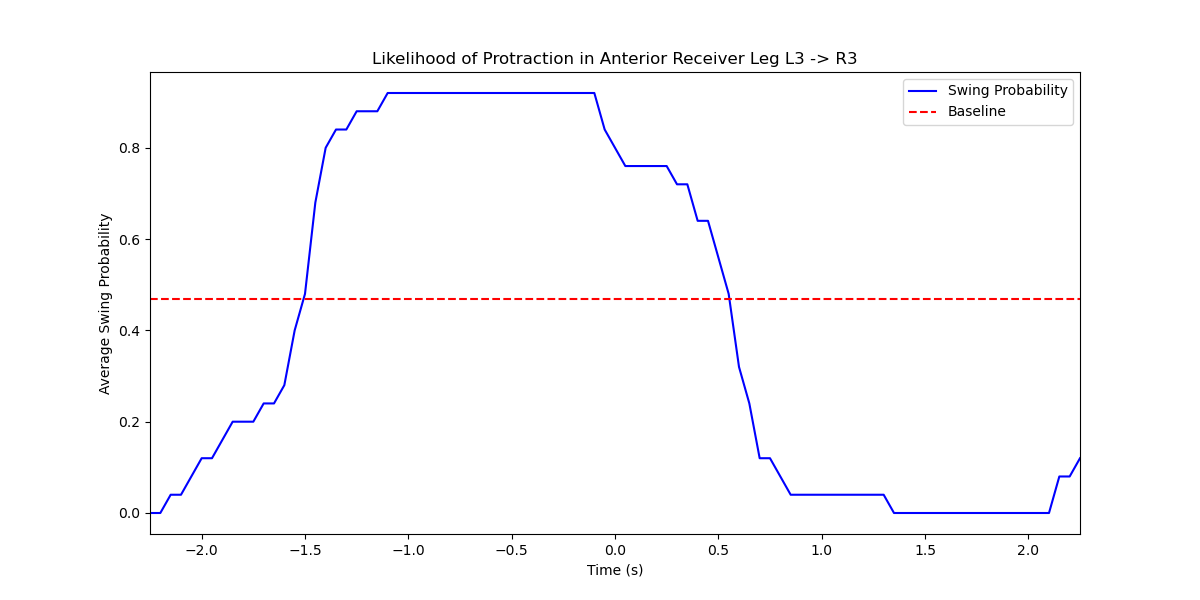 Likelihood of Protraction in Anterior Receiver Leg L3 -> R3
Swing Probability
Baseline
Average Swing Probability
0.8
0.6
0.4
0.2
0.0
−2.0 −1.5 −1.0 −0.5 0.0 0.5 1.0 1.5 2.0
Time (s)